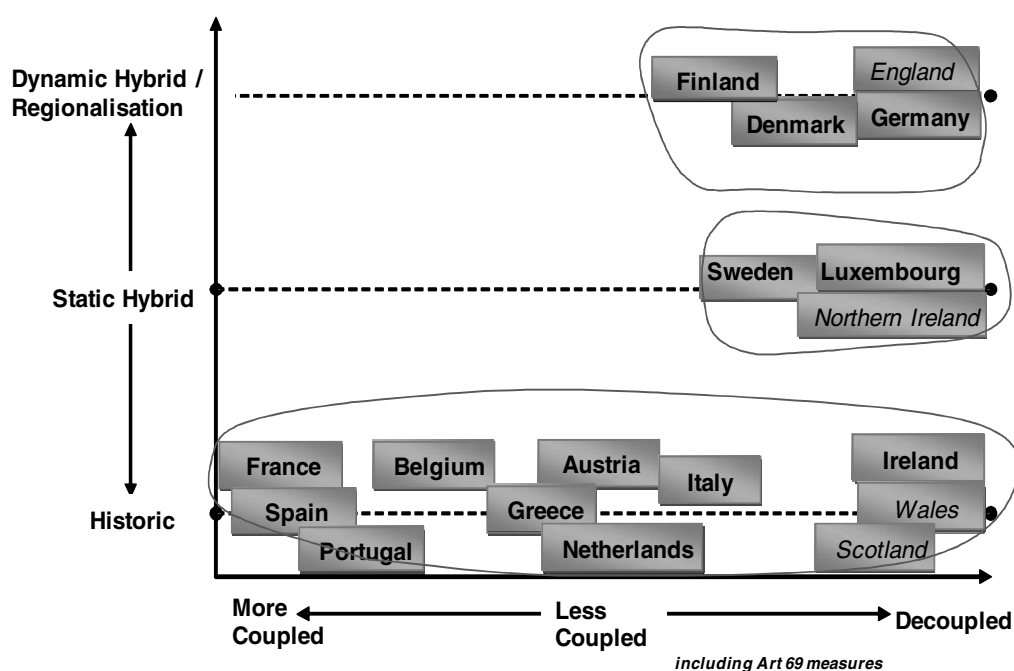 Dynamic Hybrid /
Regionalisation
Finland
England
Denmark
Germany
Static Hybrid
Sweden
Luxembourg
Northern Ireland
France
Belgium
Austria
Italy
Ireland
Historic
Spain
Greece
Wales
Portugal
Netherlands
Scotland
More
Coupled
Less
Coupled
Decoupled
including Art 69 measures